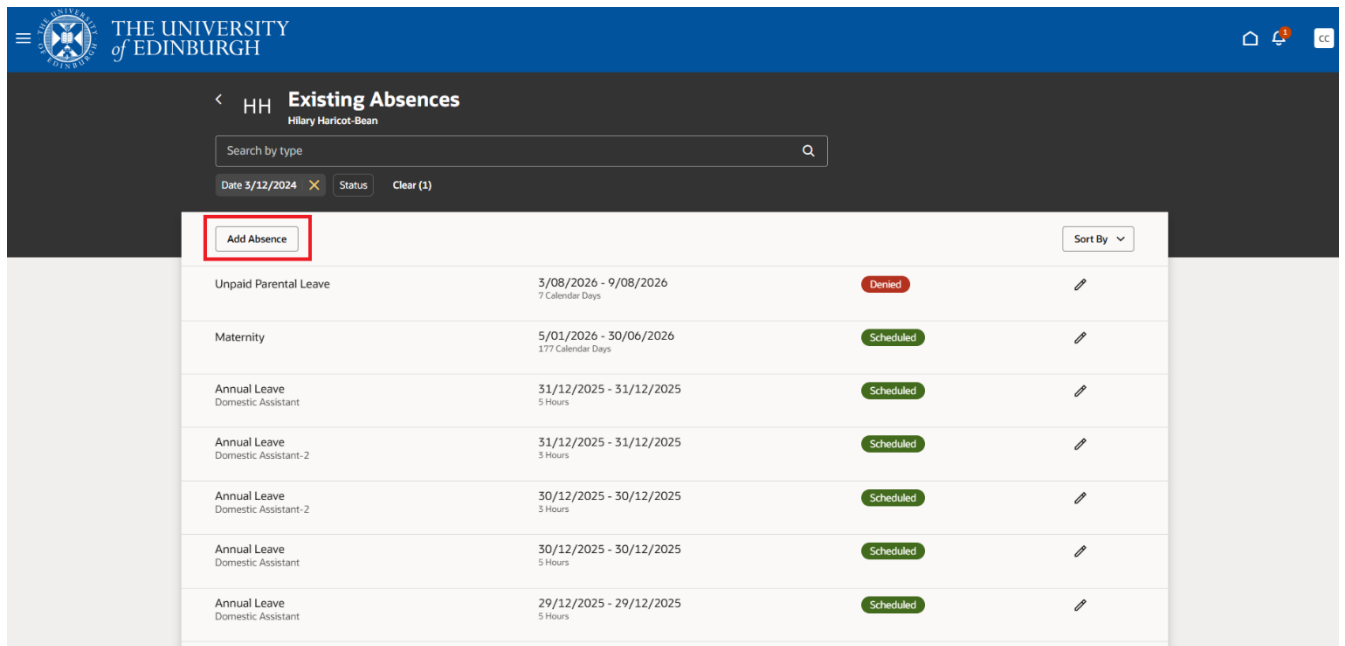 THE UNIVERSITY
of EDINBURGH
1
CC
HH
Existing Absences
Hilary Haricot-Bean
Search by type
Date 3/12/2024
Status
Clear (1)
Add Absence
Sort By
Unpaid Parental Leave
3/08/2026 - 9/08/2026
7 Calendar Days
Denied
Maternity
5/01/2026 - 30/06/2026
177 Calendar Days
Scheduled
Annual Leave
Domestic Assistant
31/12/2025 - 31/12/2025
5 Hours
Scheduled
Annual Leave
Domestic Assistant-2
31/12/2025 - 31/12/2025
3 Hours
Scheduled
Annual Leave
Domestic Assistant-2
30/12/2025 - 30/12/2025
3 Hours
Scheduled
Annual Leave
Domestic Assistant
30/12/2025 - 30/12/2025
5 Hours
Scheduled
Annual Leave
Domestic Assistant
29/12/2025 - 29/12/2025
5 Hours
Scheduled